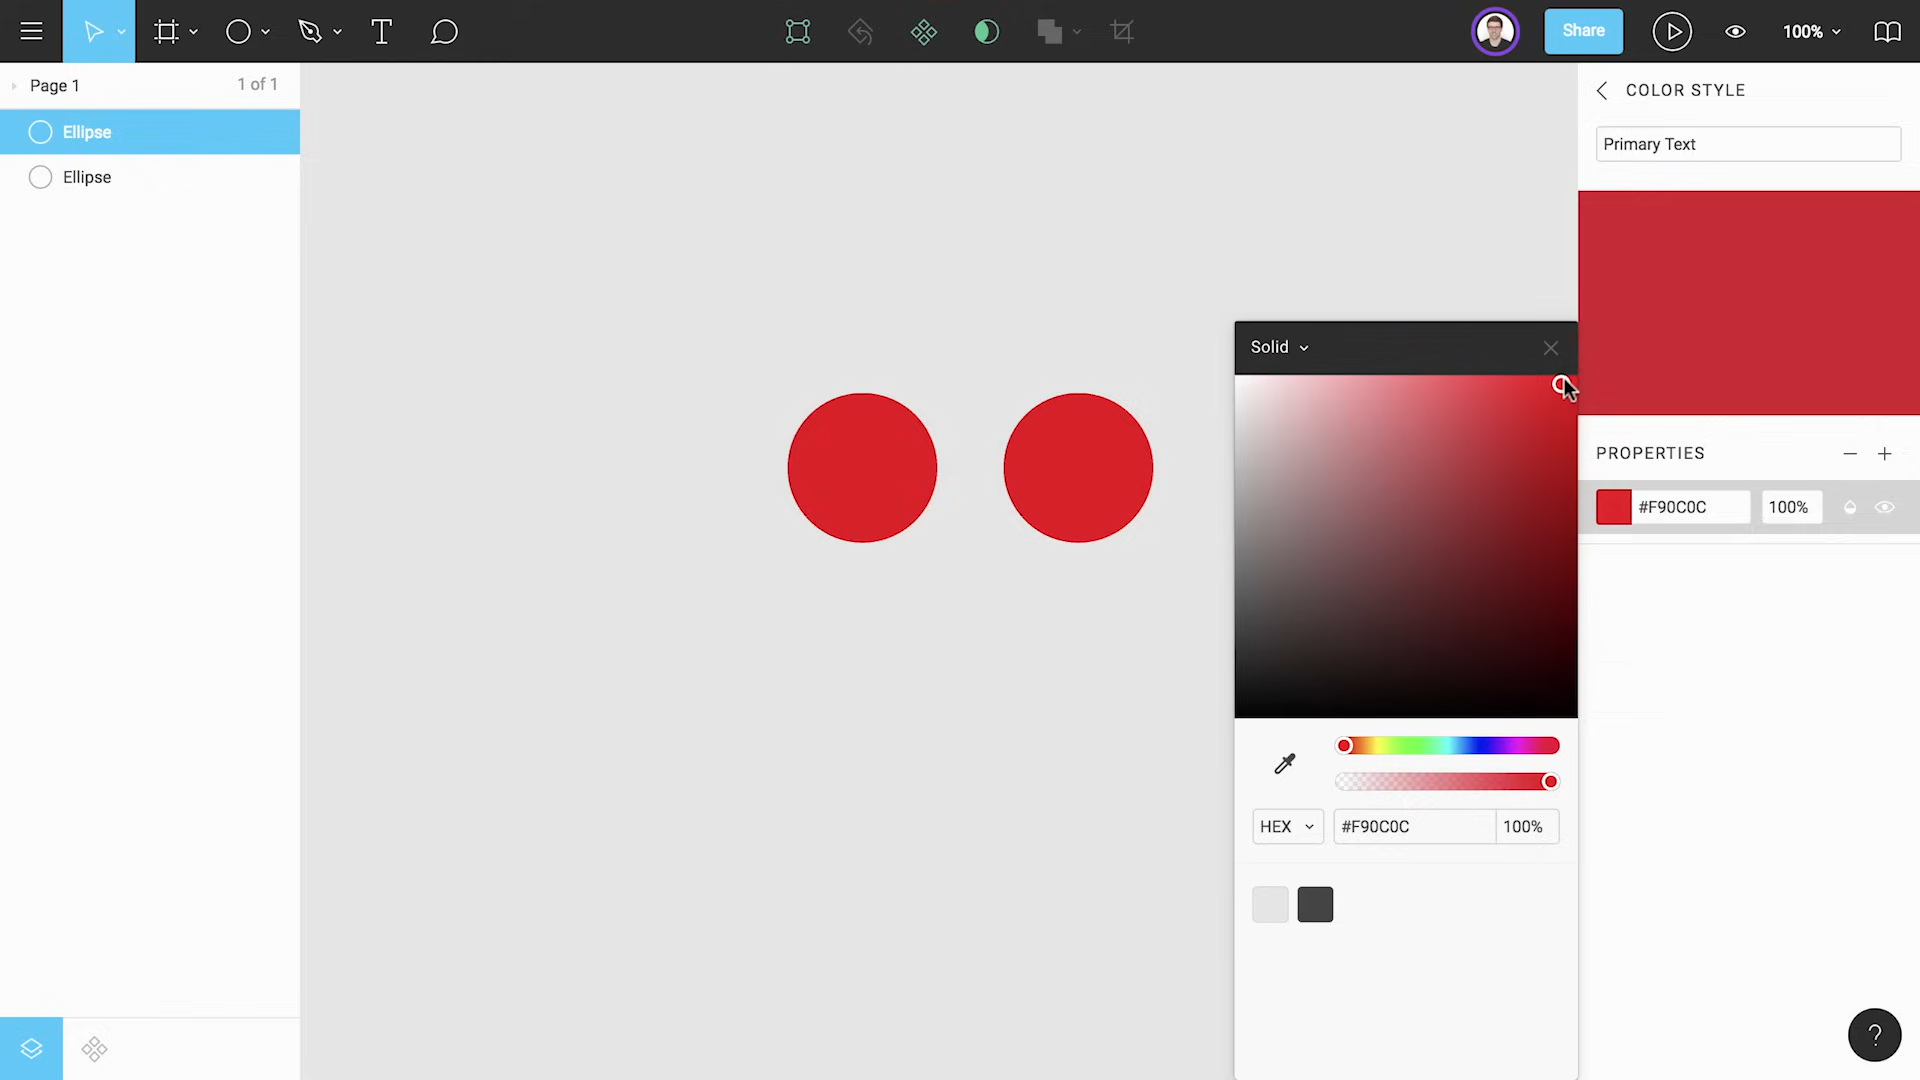 Share
100%
Page 1
1 of 1
Ellipse
Ellipse
COLOR STYLE
Primary Text
Solid
PROPERTIES
#F90C0C
100%
HEX
#F90C0C
100%
?